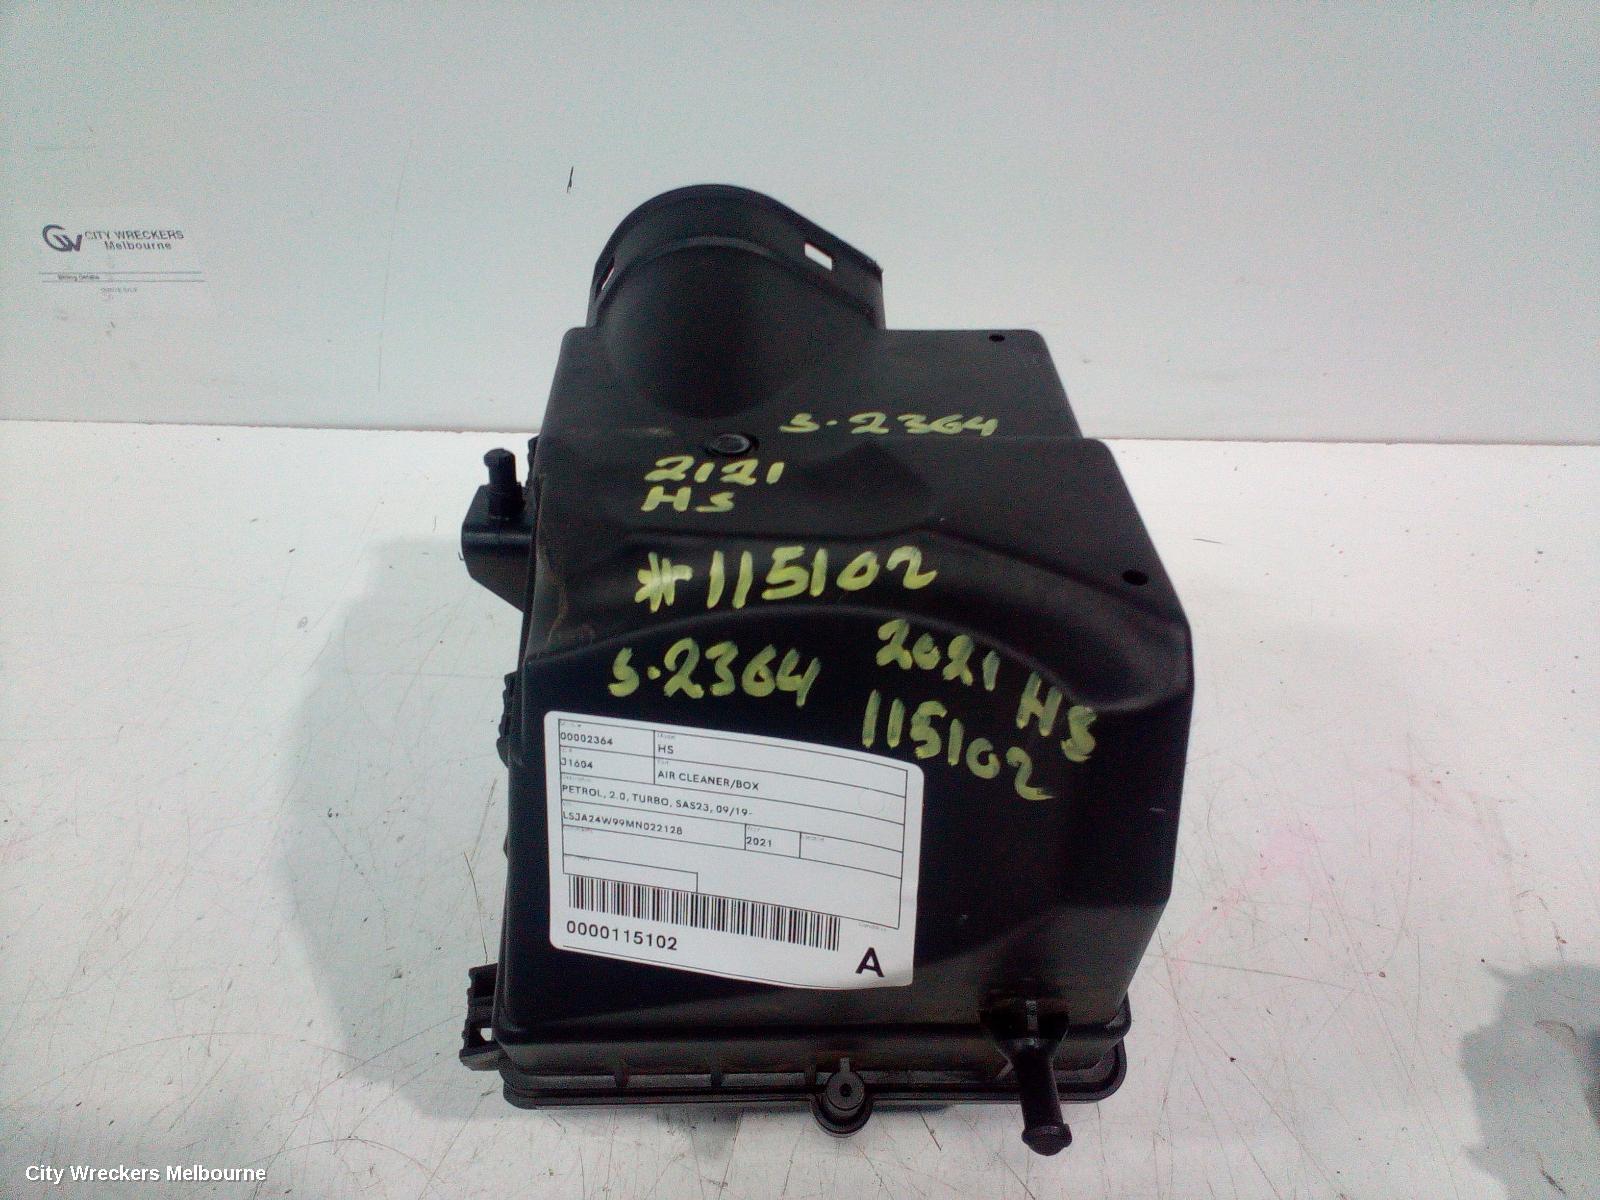 CITY WRECKERS
Melbourne
S.2364
2121
HS
#115102
S.2364
2021 HS
115102
00002364
HS
J1604
AIR CLEANER/BOX
PETROL, 2.0, TURBO, SAS23, 09/19-
LSJA24W99MN022128
2021
0000115102
A
City Wreckers Melbourne